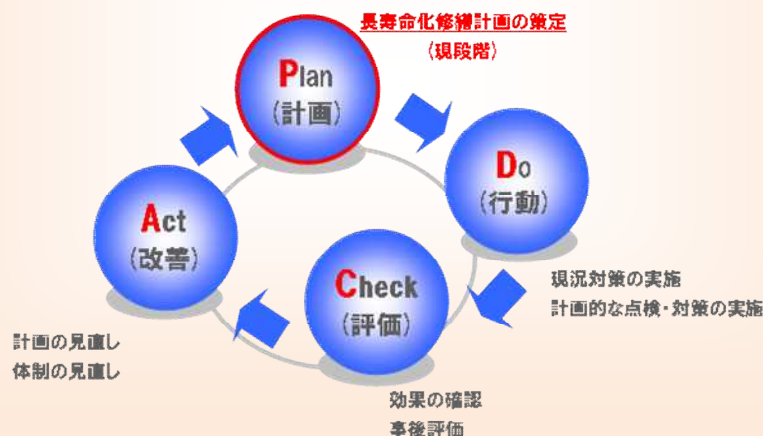 長寿命化修繕計画の策定
(現段階)
Plan
(計画)
Do
(行動)
現況対策の実施
計画的な点検・対策の実施
Check
(評価)
効果の確認
事後評価
Act
(改善)
計画の見直し
体制の見直し